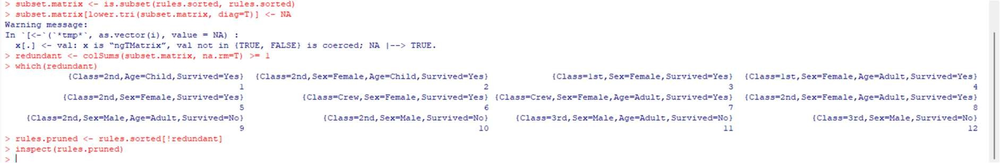 > subset.matrix <- is.subset(rules.sorted, rules.sorted)
> subset.matrix[lower.tri(subset.matrix, diag=T)] <- NA
Warning message:
In `[<-`(`*tmp*`, as.vector(i), value = NA) :
  x[.] <- val: x is “ngTMatrix”, val not in {TRUE, FALSE} is coerced; NA |--> TRUE.
> redundant <- colSums(subset.matrix, na.rm=T) >= 1
> which(redundant)
{Class=2nd,Age=Child,Survived=Yes} {Class=2nd,Sex=Female,Age=Child,Survived=Yes} {Class=1st,Sex=Female,Survived=Yes} {Class=1st,Sex=Female,Age=Adult,Survived=Yes}
1 2 3 4
{Class=2nd,Sex=Female,Survived=Yes} {Class=Crew,Sex=Female,Survived=Yes} {Class=Crew,Sex=Female,Age=Adult,Survived=Yes} {Class=2nd,Sex=Female,Age=Adult,Survived=Yes}
5 6 7 8
{Class=2nd,Sex=Male,Age=Adult,Survived=No} {Class=2nd,Sex=Male,Survived=No} {Class=3rd,Sex=Male,Age=Adult,Survived=No} {Class=3rd,Sex=Male,Survived=No}
9 10 11 12
> rules.pruned <- rules.sorted[!redundant]
> inspect(rules.pruned)
>